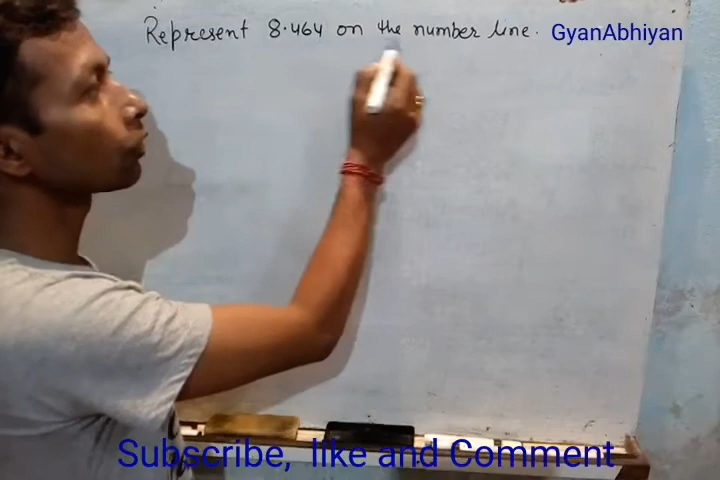 Represent 8.464 on the number line. GyanAbhiyan
Subscribe, like and Comment